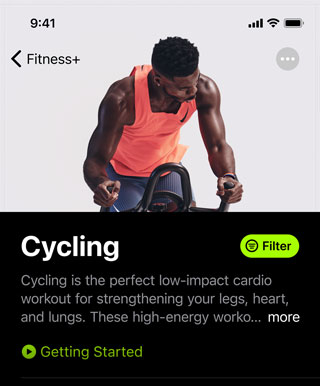 9:41
Fitness+
Cycling
Filter
Cycling is the perfect low-impact cardio
workout for strengthening your legs, heart,
and lungs. These high-energy worko... more
Getting Started